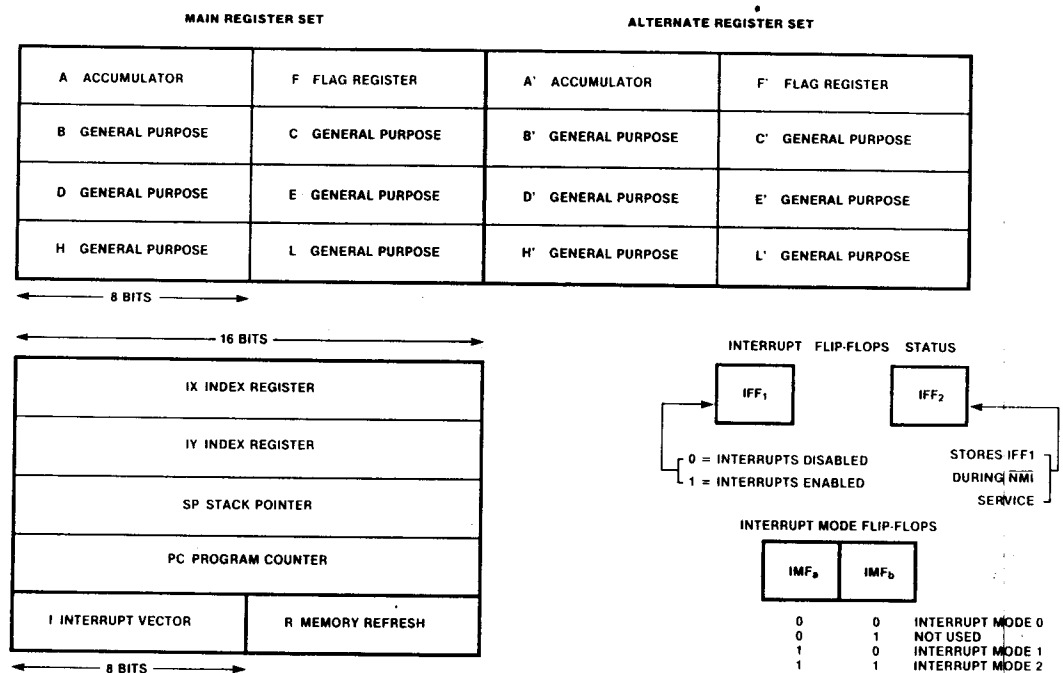 MAIN REGISTER SET
ALTERNATE REGISTER SET
A ACCUMULATOR
F FLAG REGISTER
A' ACCUMULATOR
F' FLAG REGISTER
B GENERAL PURPOSE
C GENERAL PURPOSE
B' GENERAL PURPOSE
C' GENERAL PURPOSE
D GENERAL PURPOSE
E GENERAL PURPOSE
D' GENERAL PURPOSE
E' GENERAL PURPOSE
H GENERAL PURPOSE
L GENERAL PURPOSE
H' GENERAL PURPOSE
L' GENERAL PURPOSE
8 BITS
16 BITS
IX INDEX REGISTER
IY INDEX REGISTER
SP STACK POINTER
PC PROGRAM COUNTER
I INTERRUPT VECTOR
R MEMORY REFRESH
8 BITS
INTERRUPT FLIP-FLOPS STATUS
IFF₁
IFF₂
0 = INTERRUPTS DISABLED
1 = INTERRUPTS ENABLED
STORES IFF1
DURING N̅M̅I̅
SERVICE
INTERRUPT MODE FLIP-FLOPS
IMFₐ
IMFb
0 0 INTERRUPT MODE 0
0 1 NOT USED
1 0 INTERRUPT MODE 1
1 1 INTERRUPT MODE 2